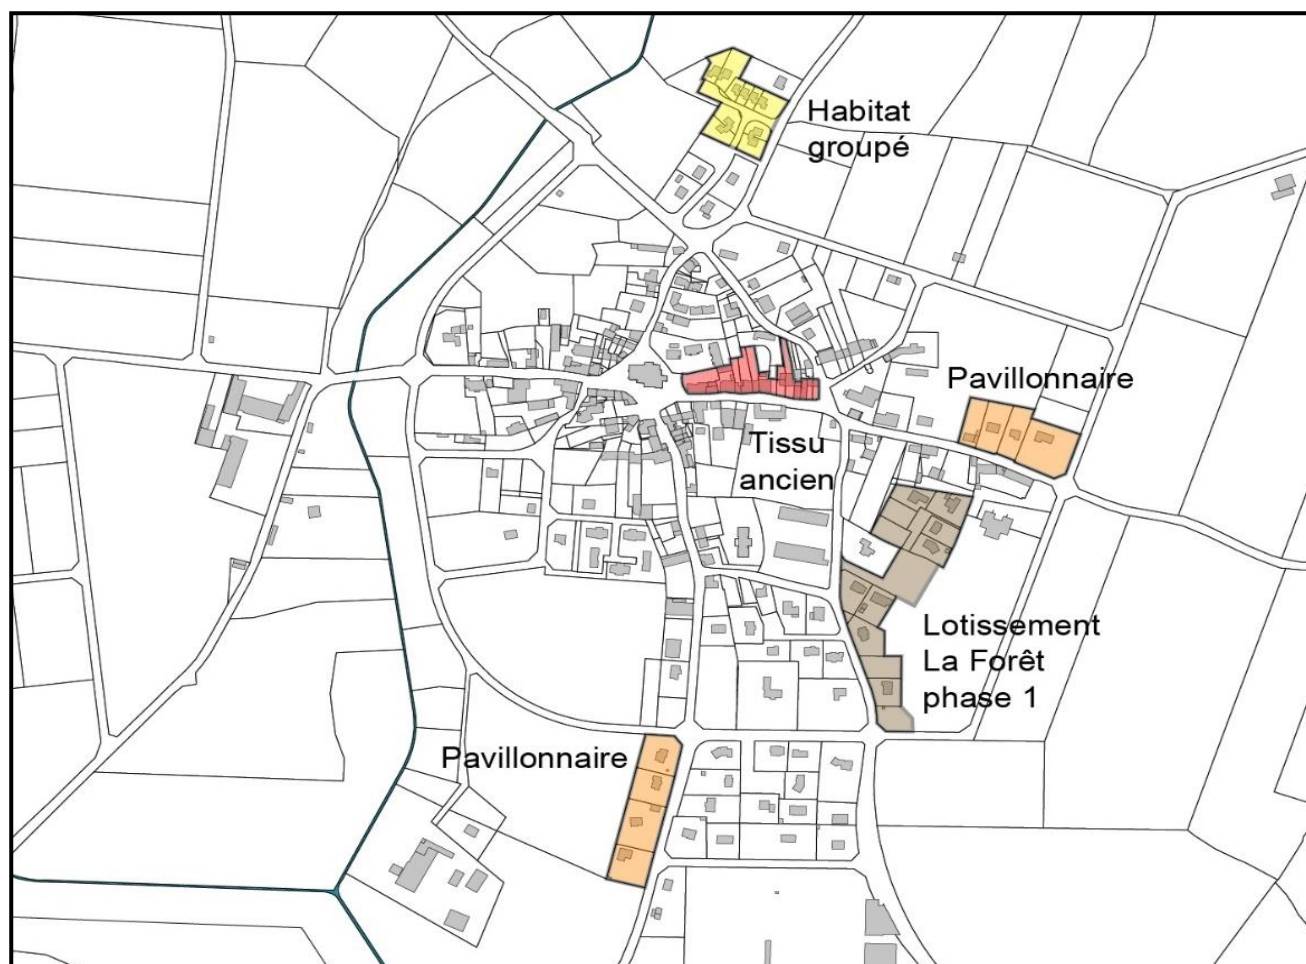 Habitat
groupé
Pavillonnaire
Tissu
ancien
Lotissement
La Forêt
phase 1
Pavillonnaire